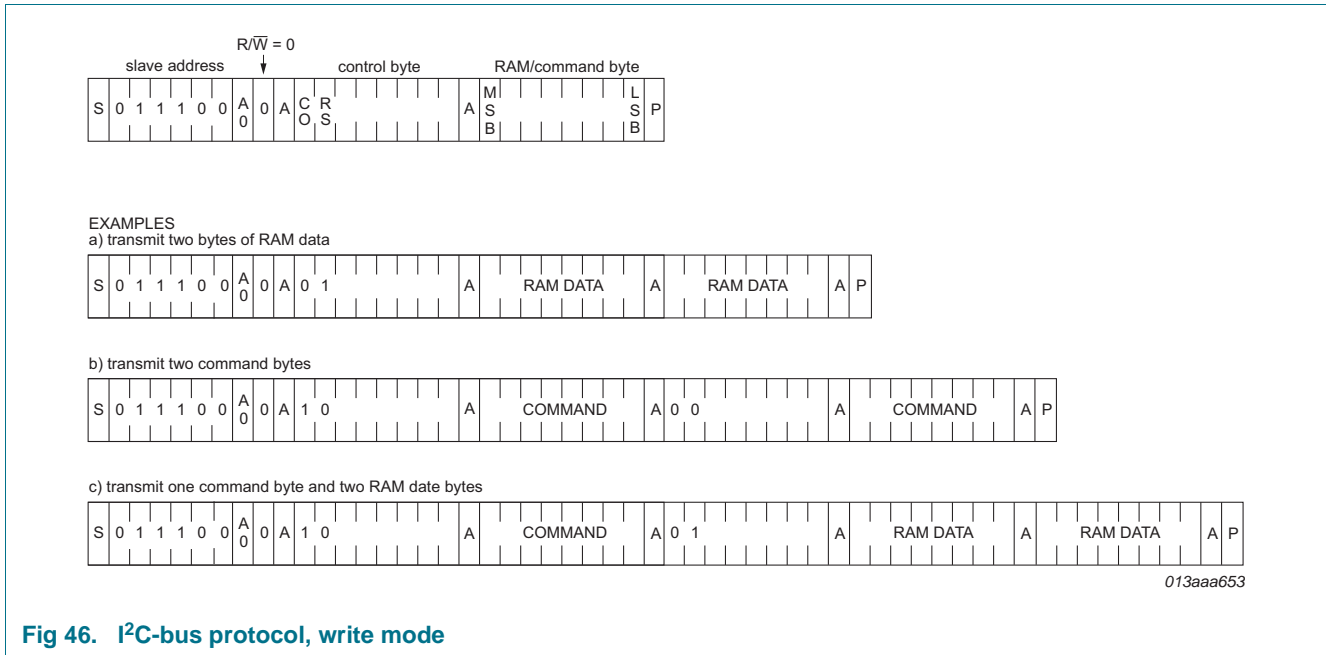 R/W = 0
slave address control byte RAM/command byte
S 0 1 1 1 0 0 A0 0 A CO RS A MSB LSB P
EXAMPLES
a) transmit two bytes of RAM data
S 0 1 1 1 0 0 A0 0 A 0 1 A RAM DATA A RAM DATA A P
b) transmit two command bytes
S 0 1 1 1 0 0 A0 0 A 1 0 A COMMAND A 0 0 A COMMAND A P
c) transmit one command byte and two RAM date bytes
S 0 1 1 1 0 0 A0 0 A 1 0 A COMMAND A 0 1 A RAM DATA A RAM DATA A P
013aaa653
Fig 46. I²C-bus protocol, write mode